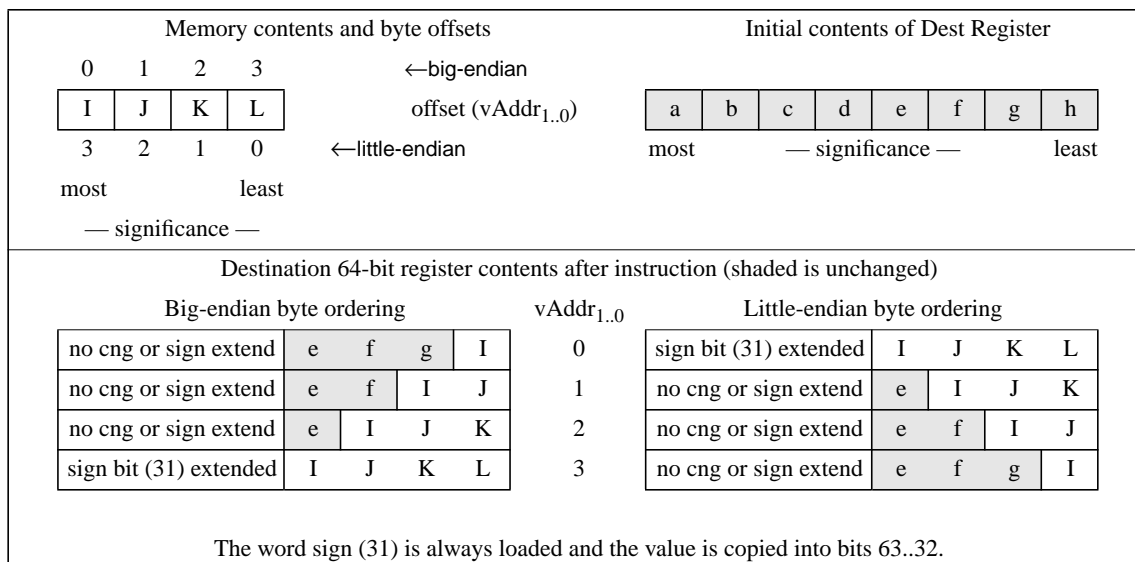 Memory contents and byte offsets
Initial contents of Dest Register
0 1 2 3 ←big-endian
I J K L offset (vAddr1..0)
a b c d e f g h
3 2 1 0 ←little-endian
most — significance — least
most least
— significance —
Destination 64-bit register contents after instruction (shaded is unchanged)
Big-endian byte ordering vAddr1..0 Little-endian byte ordering
no cng or sign extend e f g I 0 sign bit (31) extended I J K L
no cng or sign extend e f I J 1 no cng or sign extend e I J K
no cng or sign extend e I J K 2 no cng or sign extend e f I J
sign bit (31) extended I J K L 3 no cng or sign extend e f g I
The word sign (31) is always loaded and the value is copied into bits 63..32.